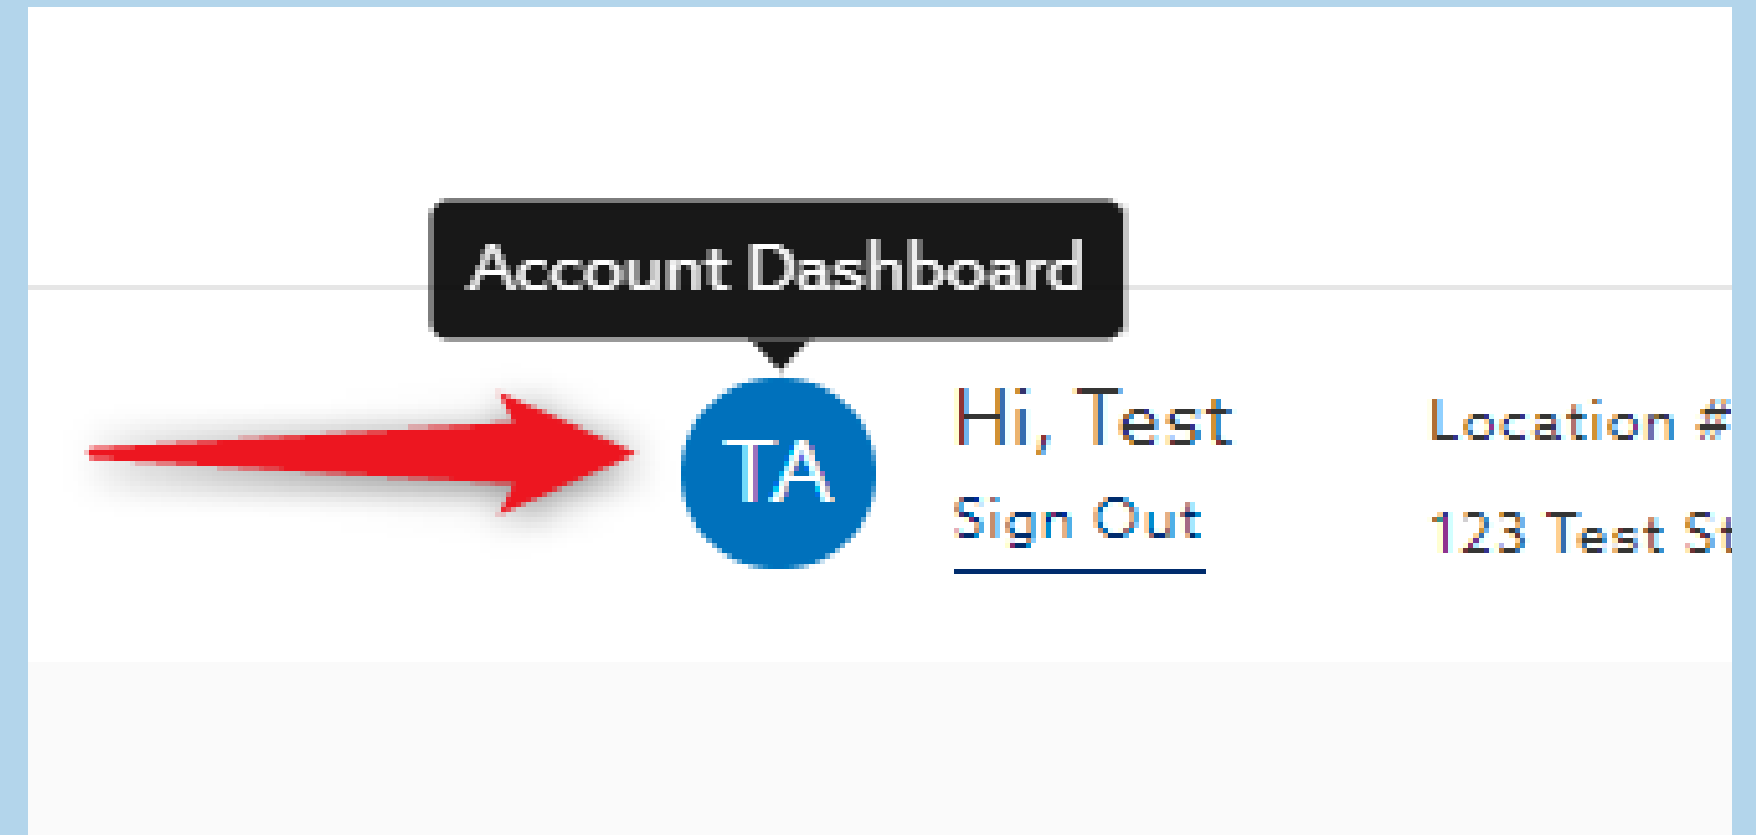 Account Dashboard
TA
Hi, Test
Sign Out
Location #
123 Test St